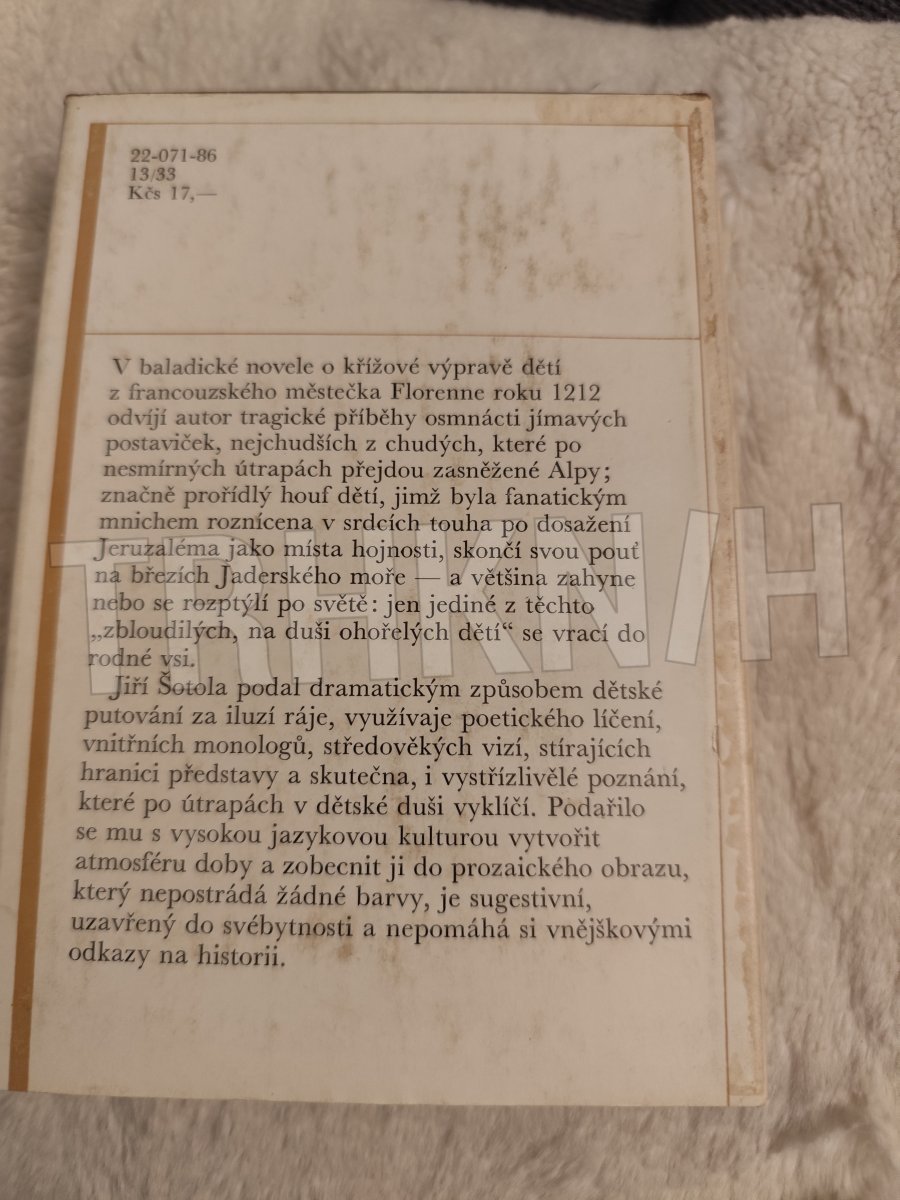 22-071-86
13/33
Kčs 17,—
V baladické novele o křížové výpravě dětí
z francouzského městečka Florenne roku 1212
odvíjí autor tragické příběhy osmnácti jímavých
postaviček, nejchudších z chudých, které po
nesmírných útrapách přejdou zasněžené Alpy;
značně prořídlý houf dětí, jimž byla fanatickým
mnichem roznícena v srdcích touha po dosažení
Jeruzaléma jako místa hojnosti, skončí svou pouť
na březích Jaderského moře — a většina zahyne
nebo se rozptýlí po světě: jen jediné z těchto
„zbloudilých, na duši ohořelých dětí“ se vrací do
rodné vsi.
Jiří Šotola podal dramatickým způsobem dětské
putování za iluzí ráje, využívaje poetického líčení,
vnitřních monologů, středověkých vizí, stírajících
hranici představy a skutečna, i vystřízlivělé poznání,
které po útrapách v dětské duši vyklíčí. Podařilo
se mu s vysokou jazykovou kulturou vytvořit
atmosféru doby a zobecnit ji do prozaického obrazu,
který nepostrádá žádné barvy, je sugestivní,
uzavřený do svébytnosti a nepomáhá si vnějškovými
odkazy na historii.
TRHKNIH